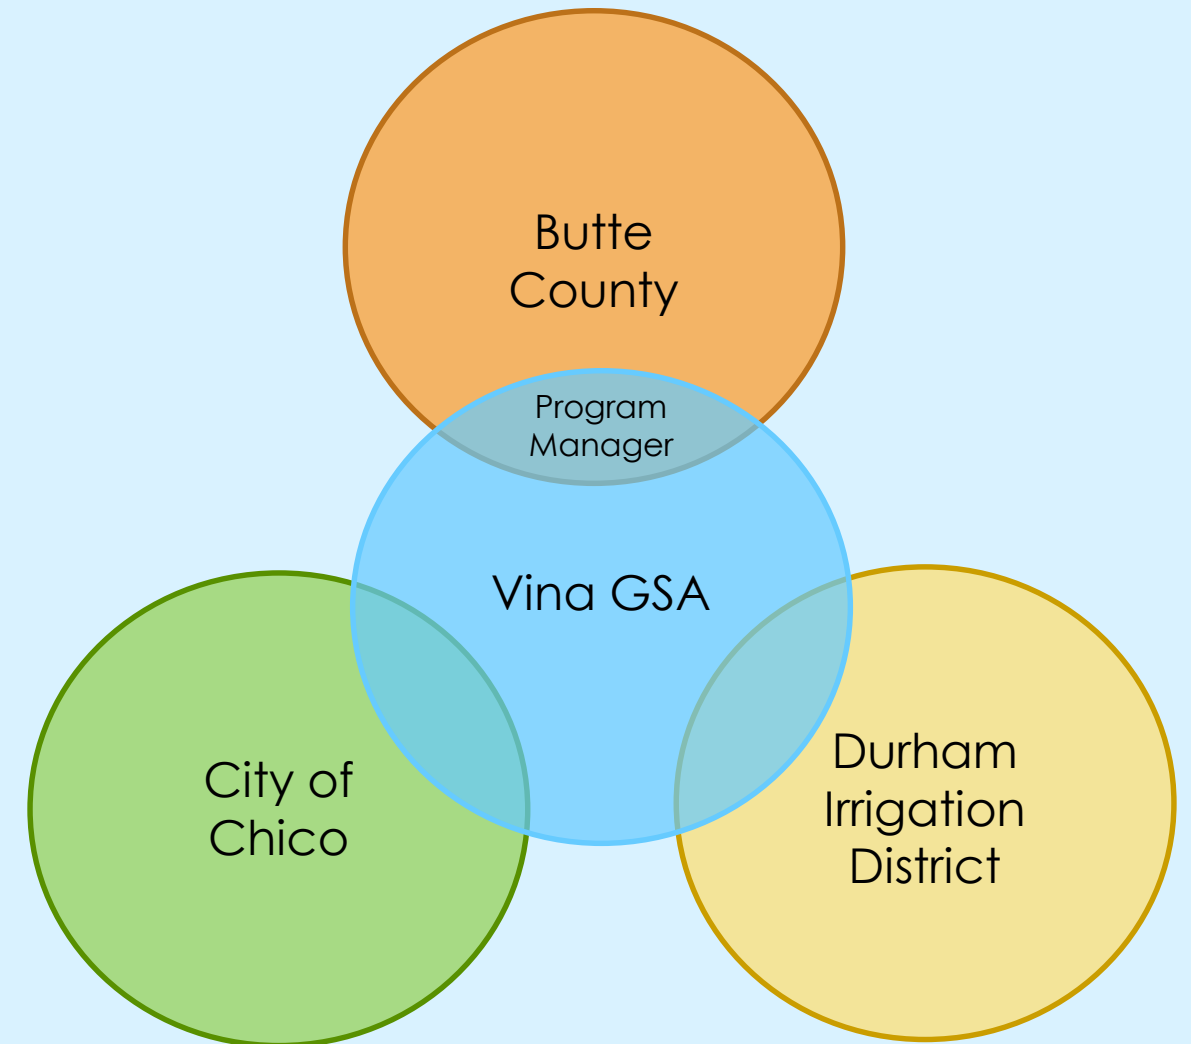 Butte
County
Program
Manager
Vina GSA
City of
Chico
Durham
Irrigation
District